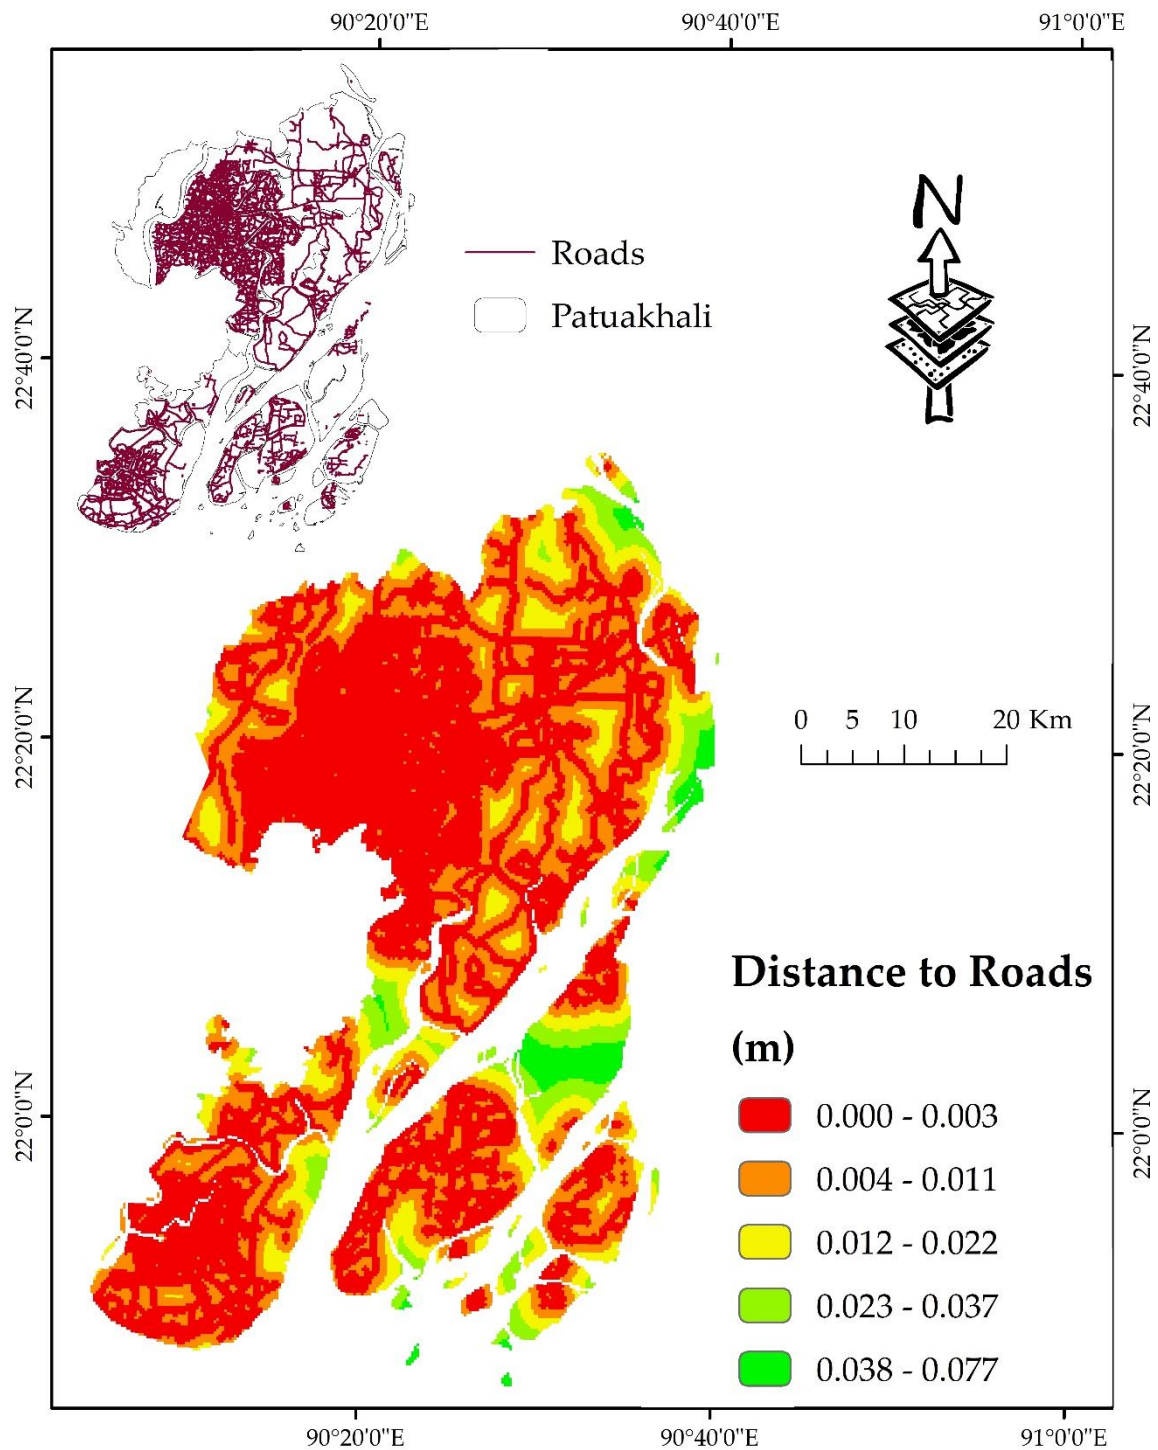 90°20'0"E
90°40'0"E
91°0'0"E
N
Roads
Patuakhali
22°40'0"N
22°40'0"N
0 5 10 20 Km
22°20'0"N
22°20'0"N
Distance to Roads
(m)
22°0'0"N
22°0'0"N
0.000 - 0.003
0.004 - 0.011
0.012 - 0.022
0.023 - 0.037
0.038 - 0.077
90°20'0"E
90°40'0"E
91°0'0"E